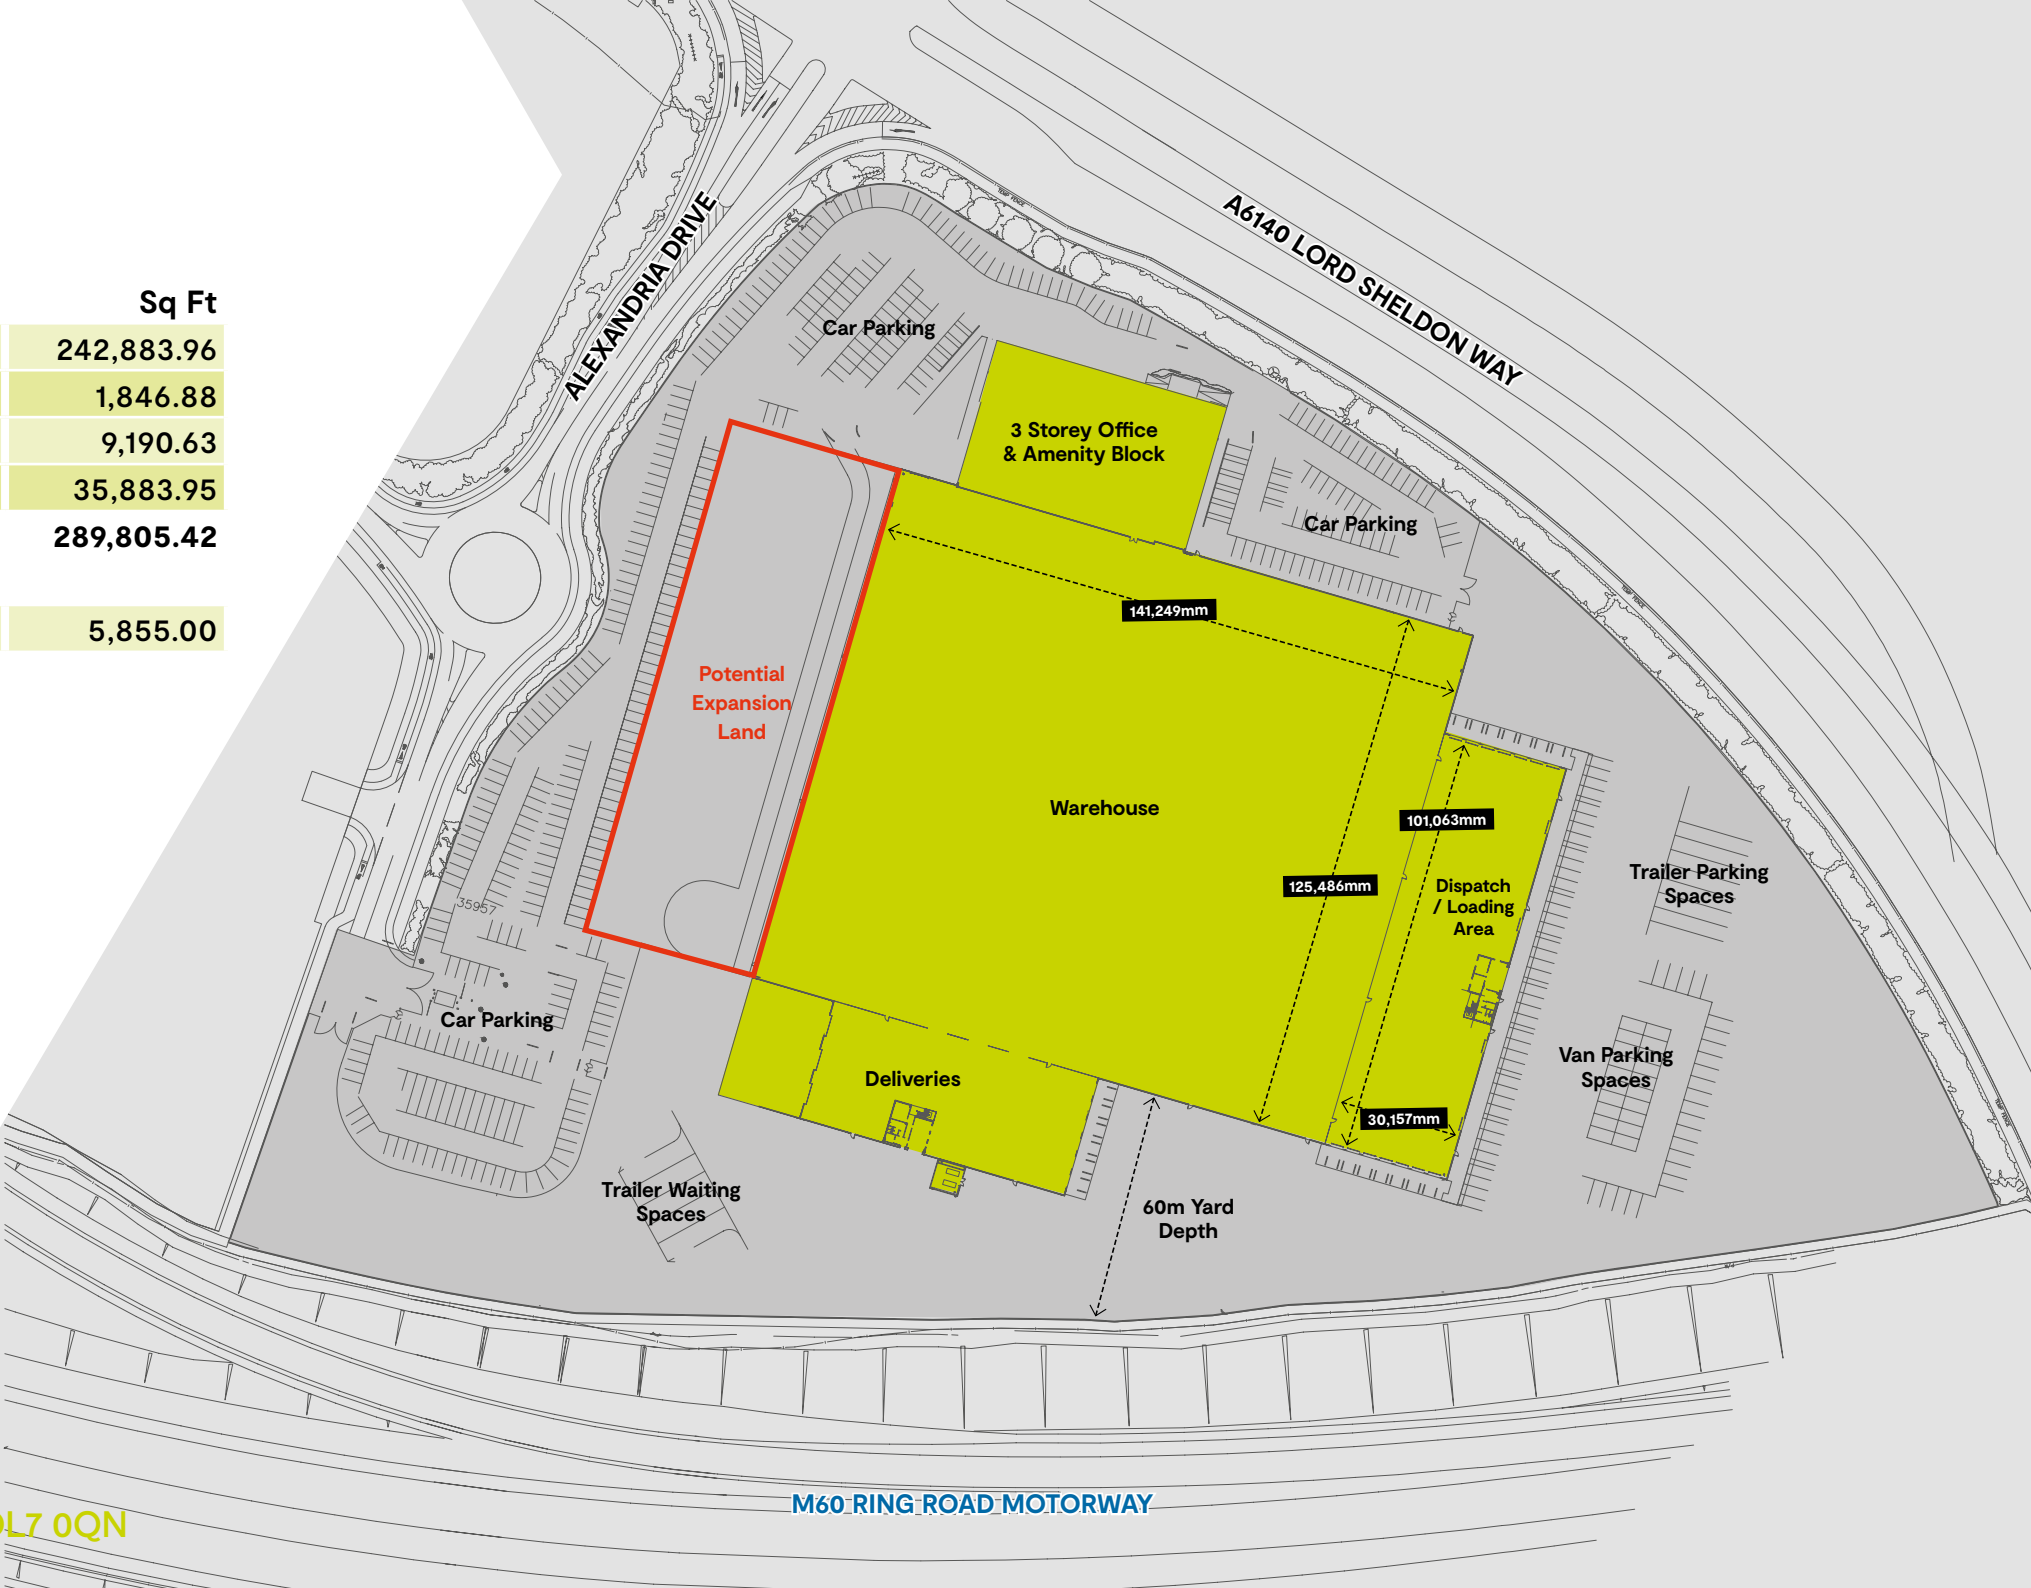 Sq Ft
242,883.96
1,846.88
9,190.63
35,883.95
289,805.42
5,855.00
ALEXANDRIA DRIVE
A6140 LORD SHELDON WAY
Car Parking
3 Storey Office
& Amenity Block
Car Parking
141,249mm
Potential
Expansion
Land
Warehouse
101,063mm
125,486mm
Dispatch
/ Loading
Area
Trailer Parking
Spaces
35957
Car Parking
Van Parking
Spaces
Deliveries
30,157mm
Trailer Waiting
Spaces
60m Yard
Depth
M60 RING ROAD MOTORWAY
L7 0QN